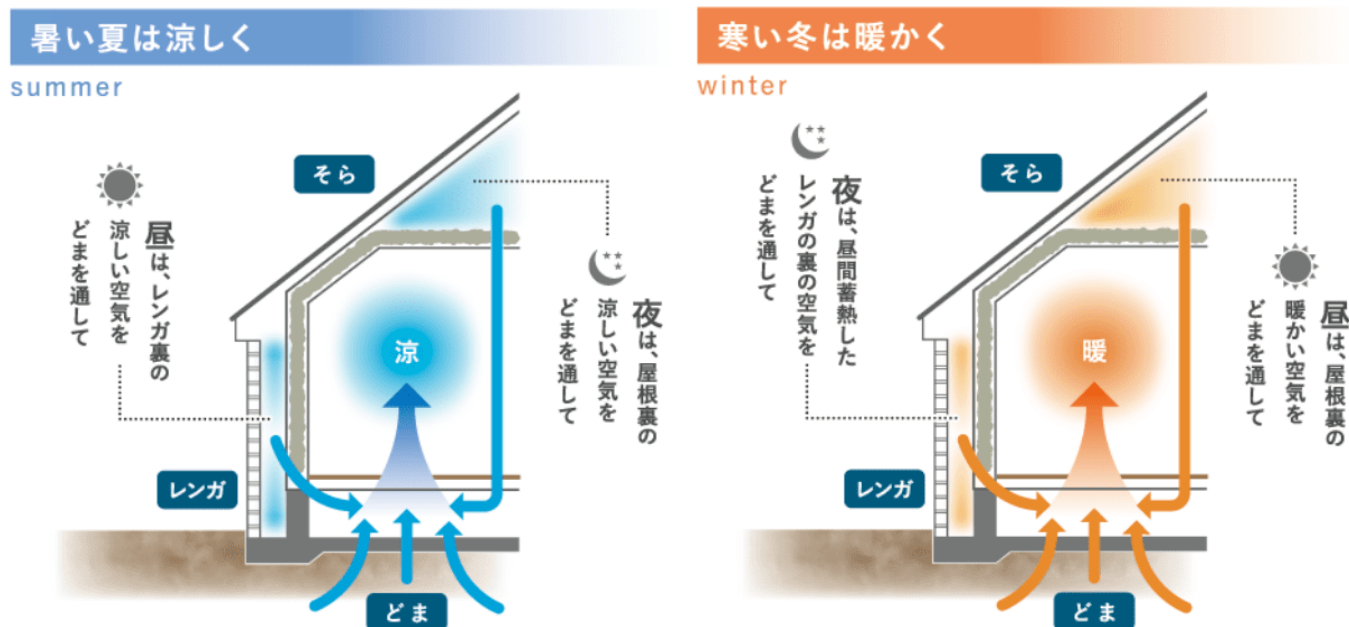 暑い夏は涼しく
summer
そら
昼は、レンガ裏の
涼しい空気を
どまを通して
夜は、屋根裏の
涼しい空気を
どまを通して
涼
レンガ
どま
寒い冬は暖かく
winter
そら
夜は、昼間蓄熱した
レンガの裏の空気を
どまを通して
昼は、屋根裏の
暖かい空気を
どまを通して
暖
レンガ
どま